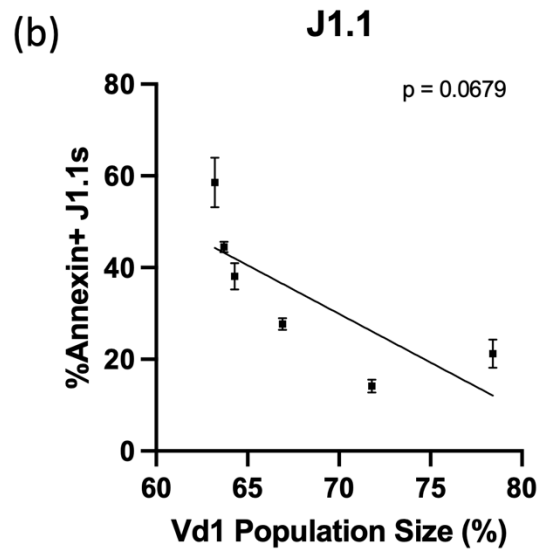 (b)
J1.1
p = 0.0679
%Annexin+ J1.1s
80
60
40
20
0
60 65 70 75 80
Vd1 Population Size (%)